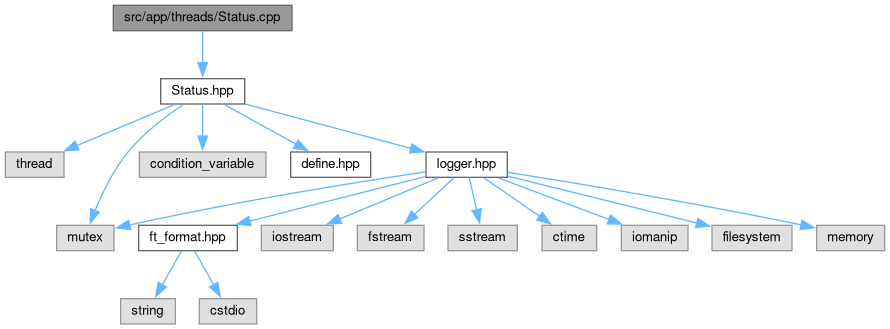 src/app/threads/Status.cpp
Status.hpp
thread
condition_variable
define.hpp
logger.hpp
mutex
ft_format.hpp
iostream
fstream
sstream
ctime
iomanip
filesystem
memory
string
cstdio